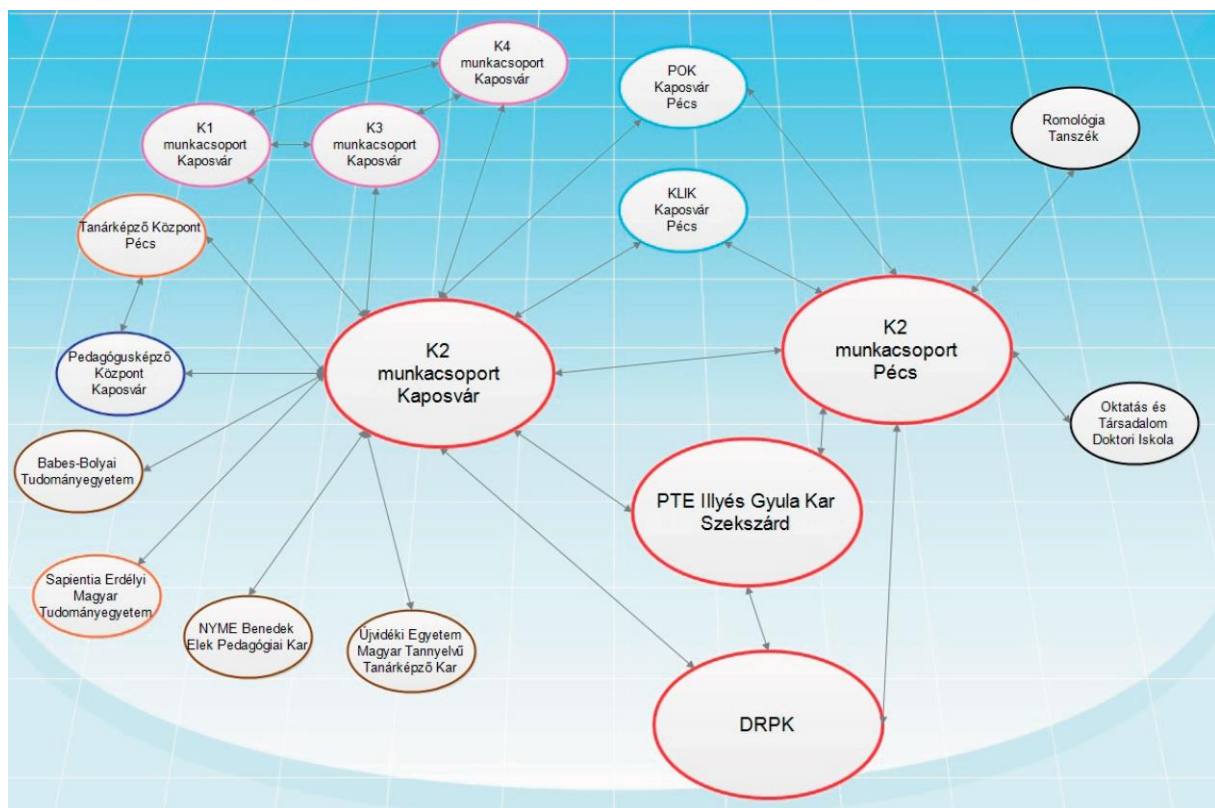 K4
munkacsoport
Kaposvár
POK
Kaposvár
Pécs
Romológia
Tanszék
K1
munkacsoport
Kaposvár
K3
munkacsoport
Kaposvár
KLIK
Kaposvár
Pécs
Tanárképző Központ
Pécs
K2
munkacsoport
Pécs
Pedagógusképző
Központ
Kaposvár
K2
munkacsoport
Kaposvár
Oktatás és
Társadalom
Doktori Iskola
Babes-Bolyai
Tudományegyetem
PTE Illyés Gyula Kar
Szekszárd
Sapientia Erdélyi
Magyar
Tudományegyetem
NYME Benedek
Elek Pedagógiai Kar
Újvidéki Egyetem
Magyar Tannyelvű
Tanárképző Kar
DRPK